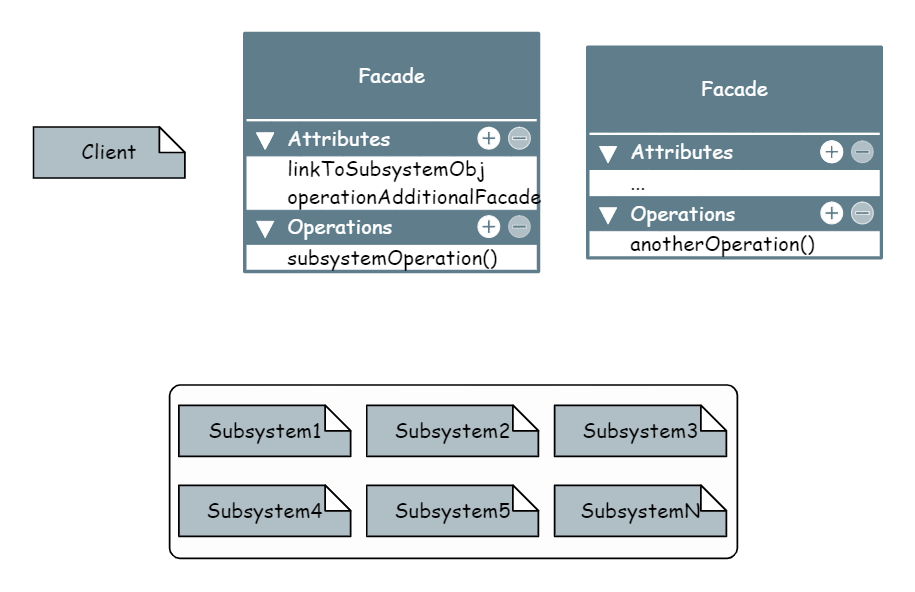 Client
Facade
Attributes
linkToSubsystemObj
operationAdditionalFacade
Operations
subsystemOperation()
Facade
Attributes
...
Operations
anotherOperation()
Subsystem1
Subsystem2
Subsystem3
Subsystem4
Subsystem5
SubsystemN